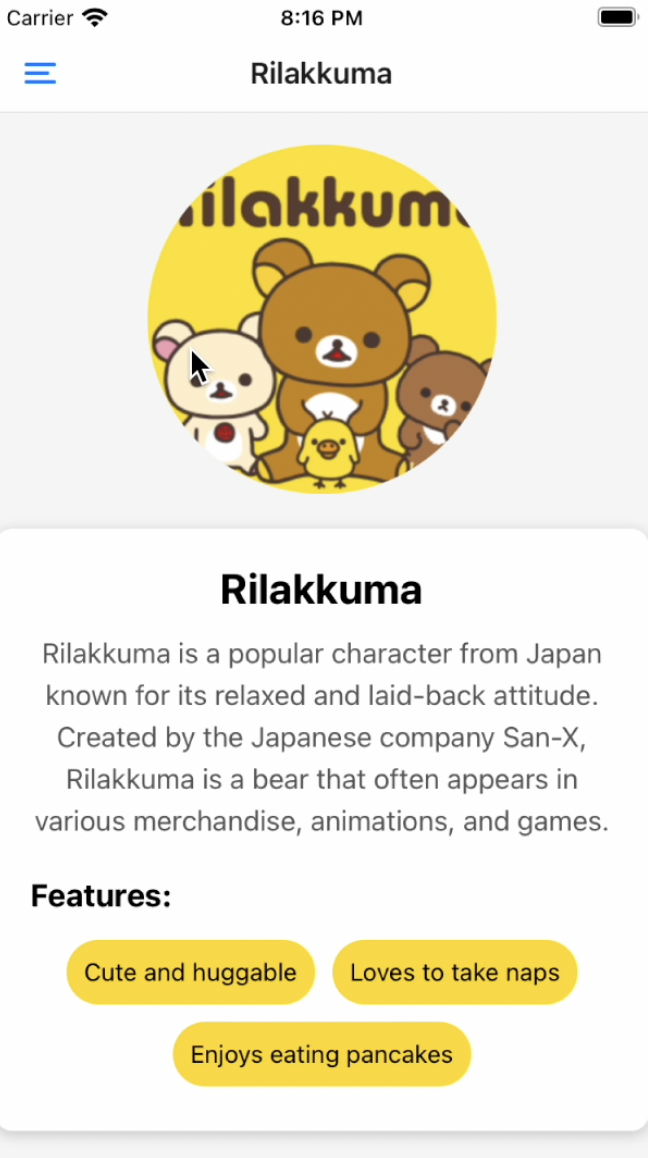 Carrier 8:16 PM
Rilakkuma
Rilakkuma
Rilakkuma
Rilakkuma is a popular character from Japan
known for its relaxed and laid-back attitude.
Created by the Japanese company San-X,
Rilakkuma is a bear that often appears in
various merchandise, animations, and games.
Features:
Cute and huggable Loves to take naps
Enjoys eating pancakes